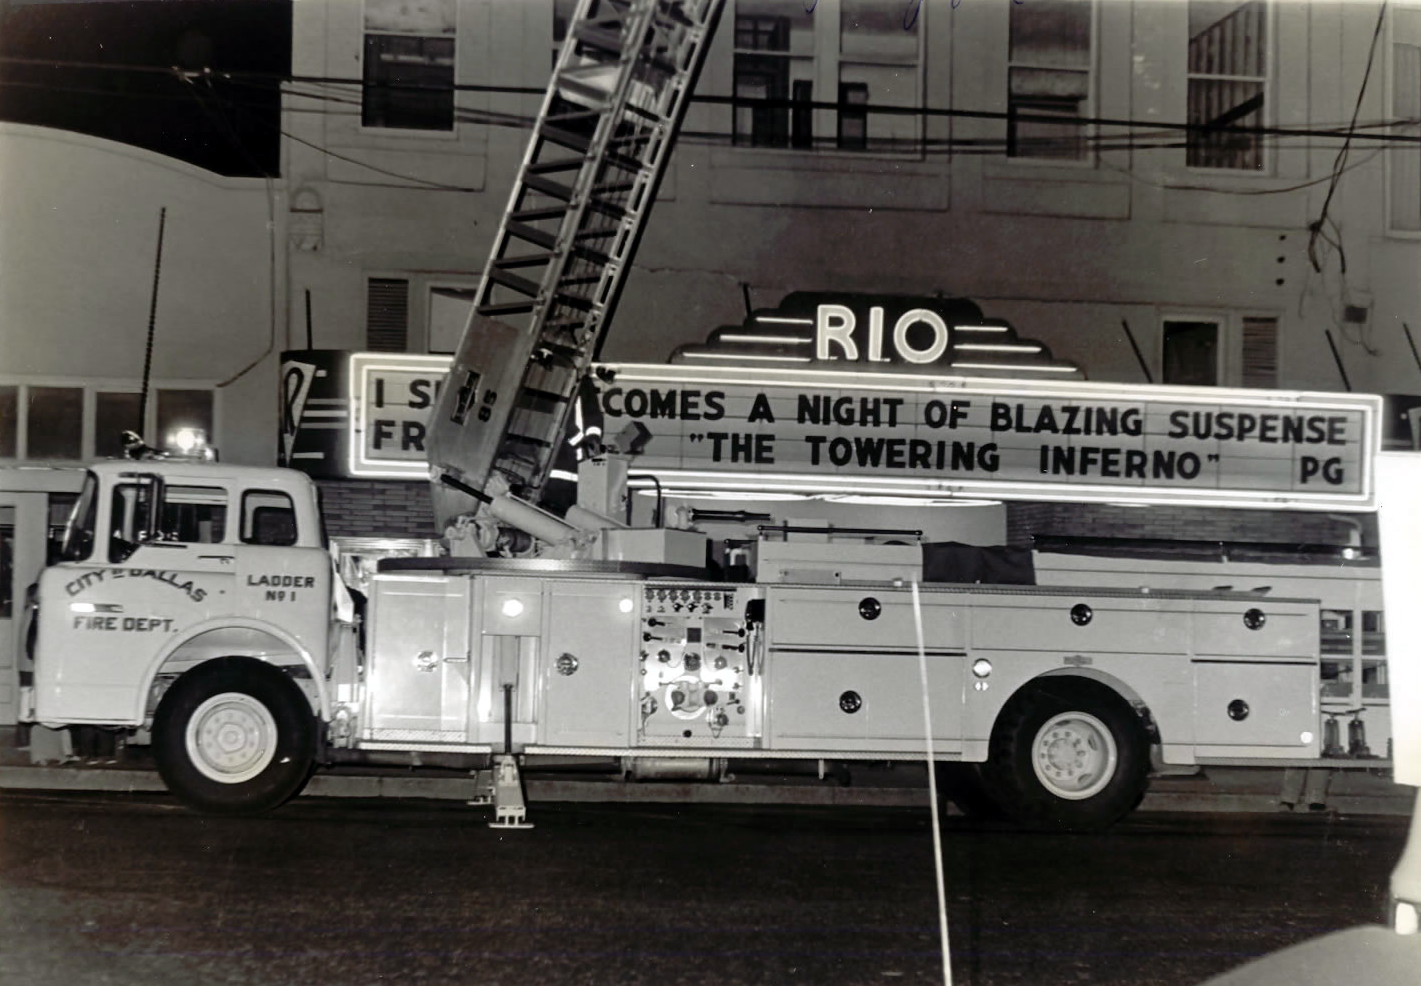 RIO
I S COMES A NIGHT OF BLAZING SUSPENSE
FR "THE TOWERING INFERNO" PG
85
R
CITY OF DALLAS
FIRE DEPT.
LADDER
Nº 1